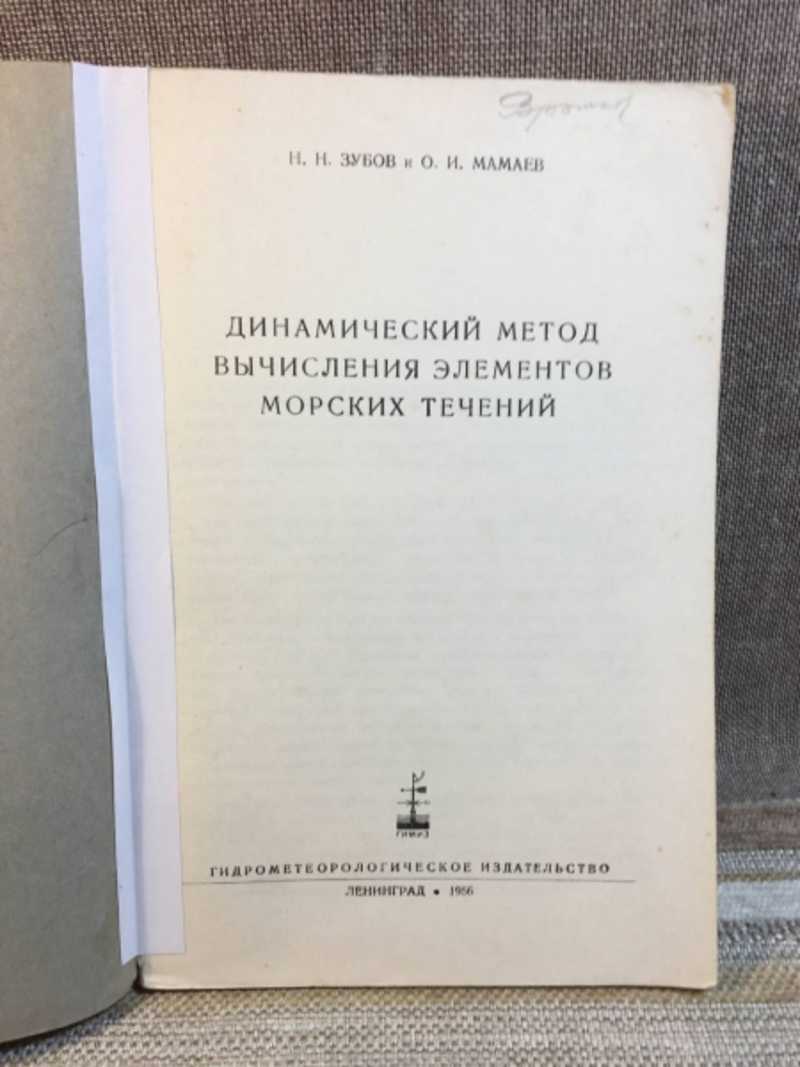 Н. Н. ЗУБОВ и О. И. МАМАЕВ
ДИНАМИЧЕСКИЙ МЕТОД
ВЫЧИСЛЕНИЯ ЭЛЕМЕНТОВ
МОРСКИХ ТЕЧЕНИЙ
ГИМИЗ
ГИДРОМЕТЕОРОЛОГИЧЕСКОЕ ИЗДАТЕЛЬСТВО
ЛЕНИНГРАД • 1956